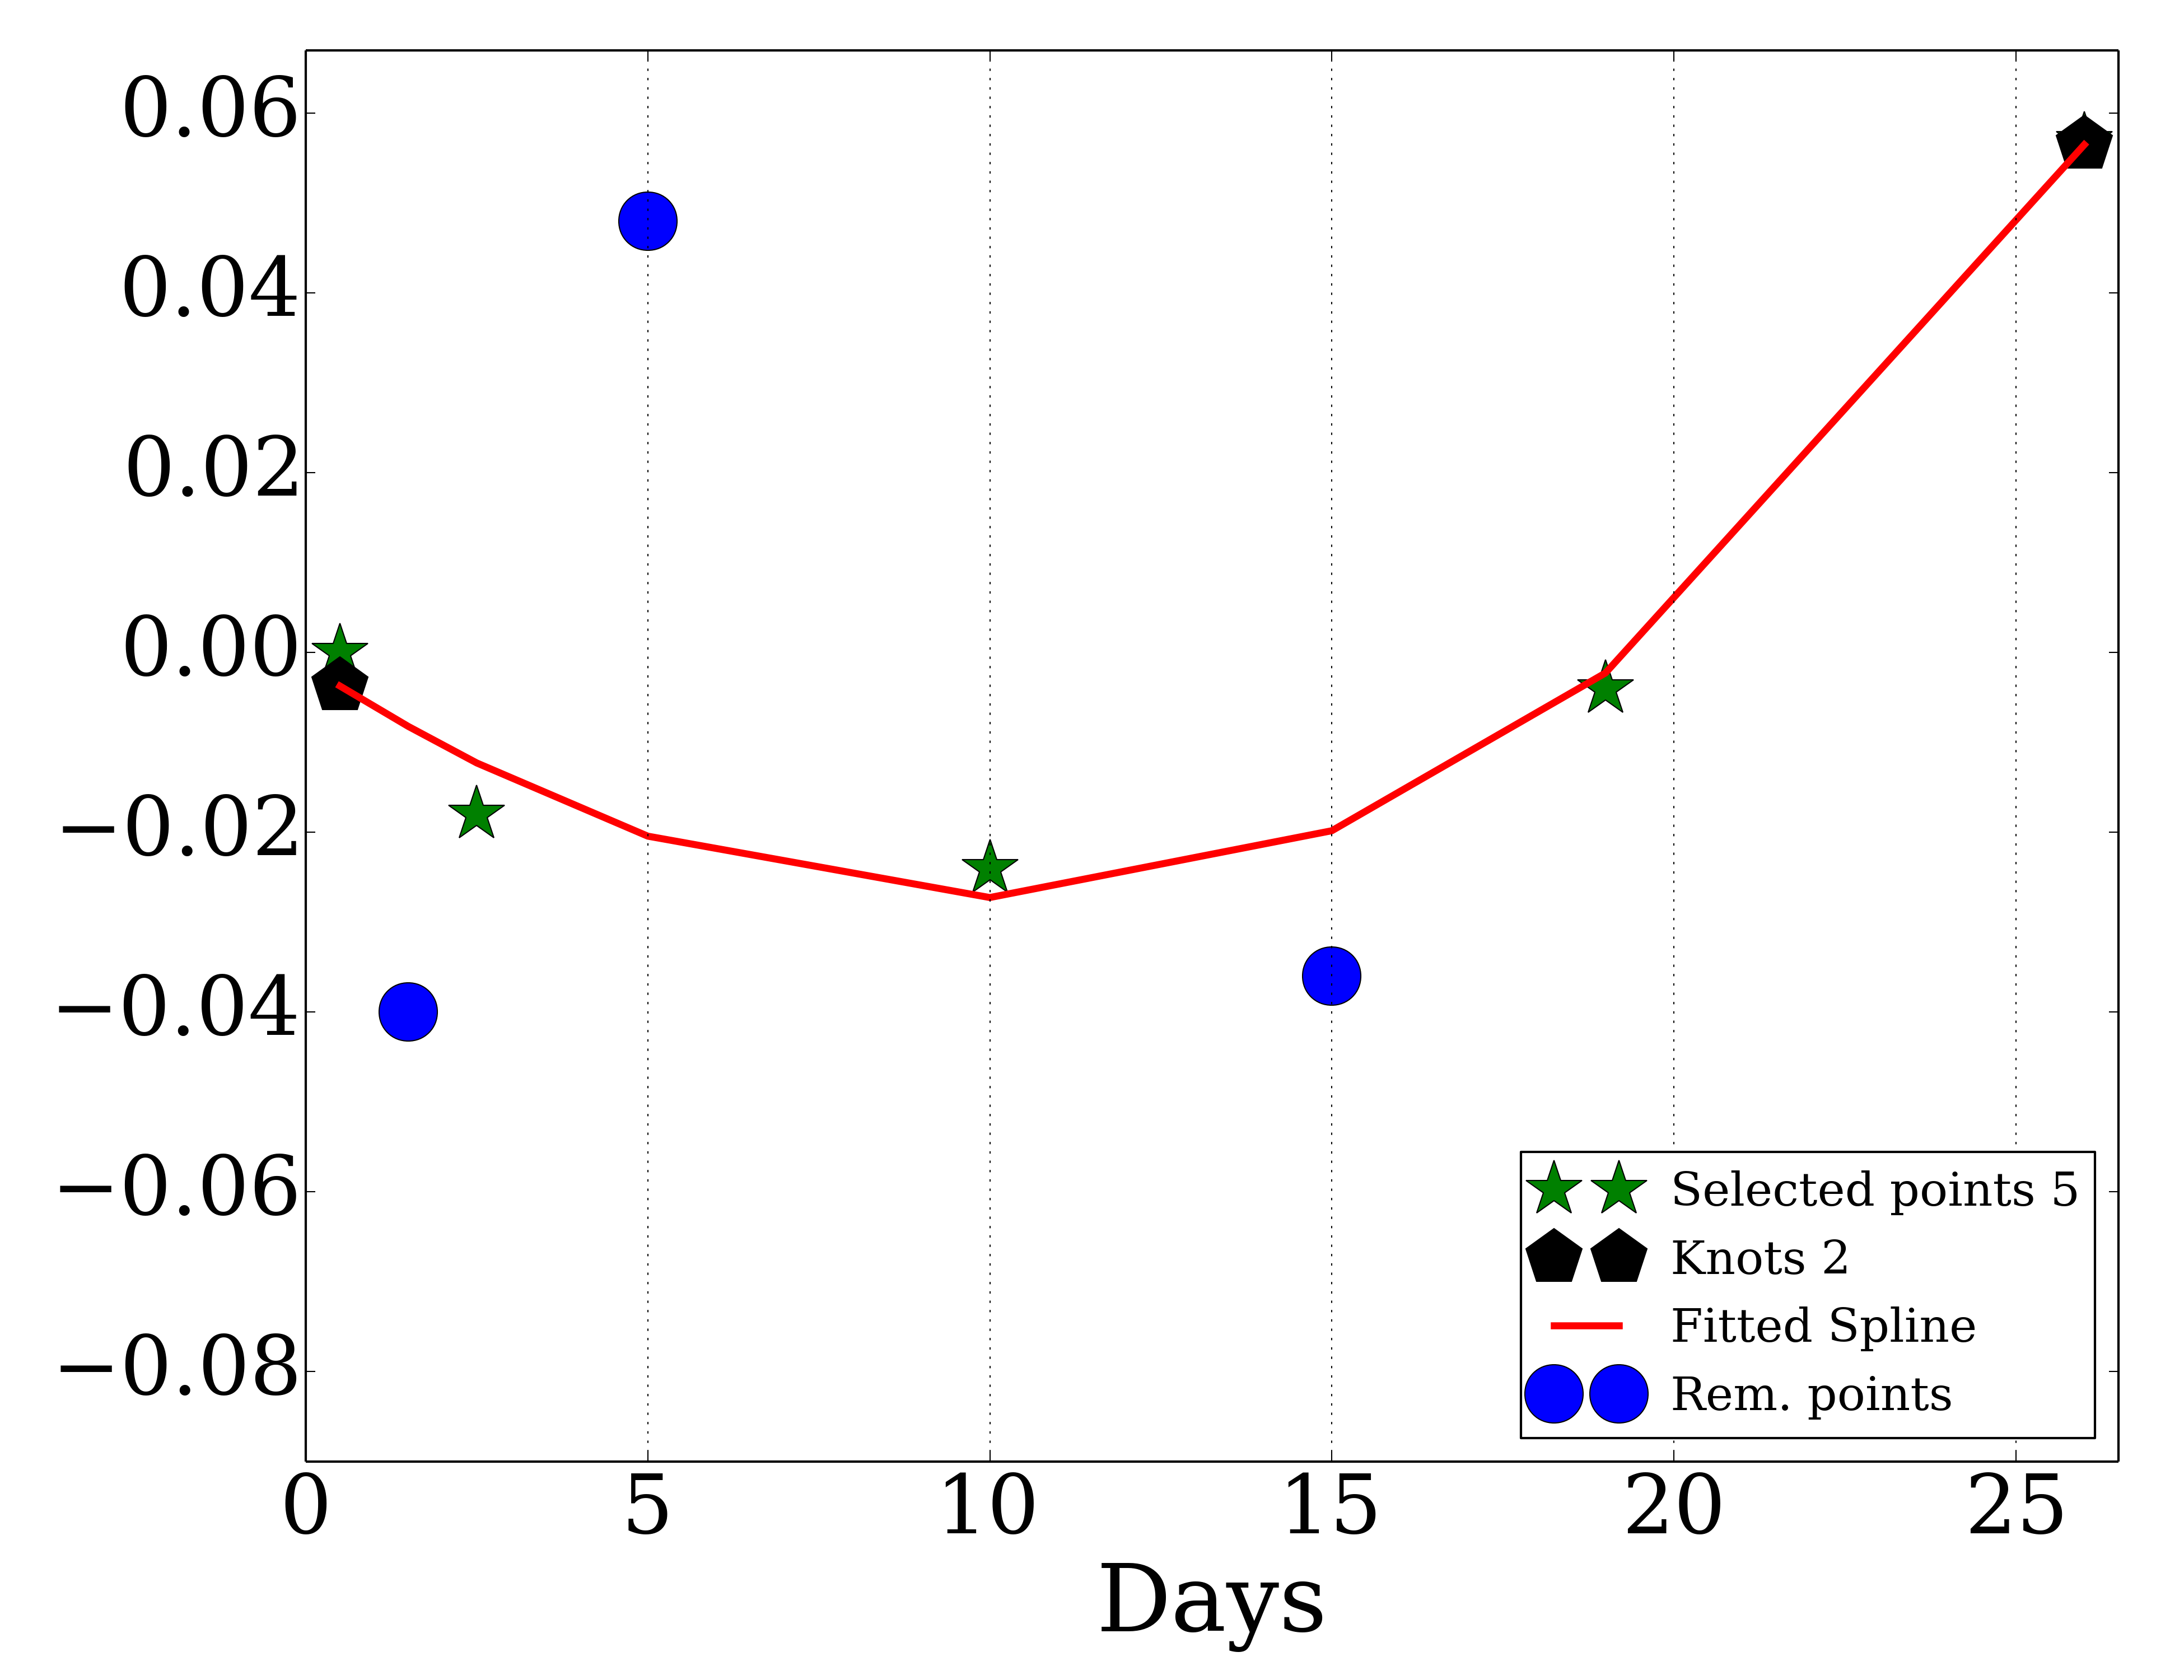 0.06
0.04
0.02
0.00
−0.02
−0.04
−0.06
−0.08
Selected points 5
Knots 2
Fitted Spline
Rem. points
0 5 10 15 20 25
Days